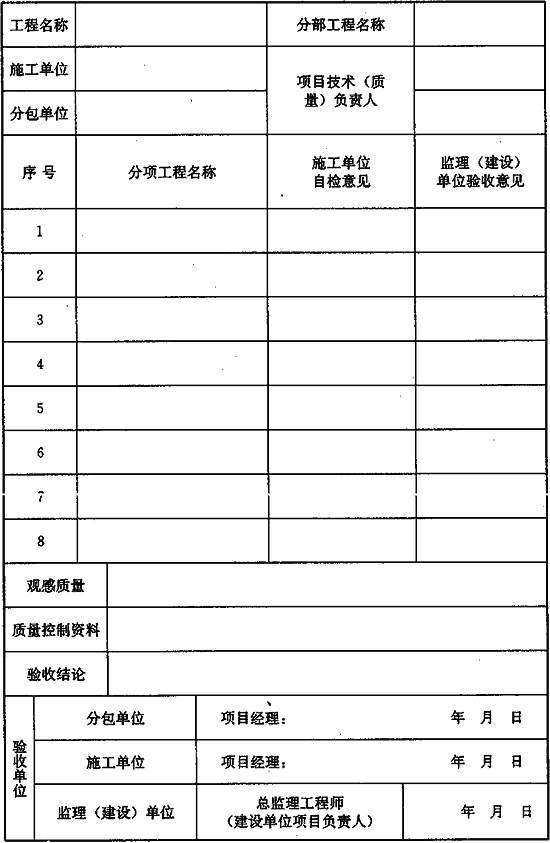 工程名称 分部工程名称
施工单位
项目技术（质
量）负责人
分包单位
序号 分项工程名称 施工单位
自检意见 监理（建设）
单位验收意见
1
2
3
4
5
6
7
8
观感质量
质量控制资料
验收结论
验收单位
分包单位 项目经理： 年 月 日
施工单位 项目经理： 年 月 日
监理（建设）单位 总监理工程师
（建设单位项目负责人） 年 月 日